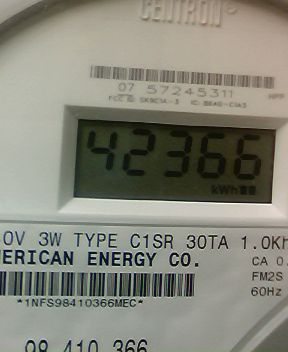 CENTRON®
07 57245311
42366
kWh
0V 3W TYPE C1SR 30TA 1.0Kh
ERICAN ENERGY CO.
CA 0.
FM2S
60Hz
*1NFS98410366MEC*
98 410 366